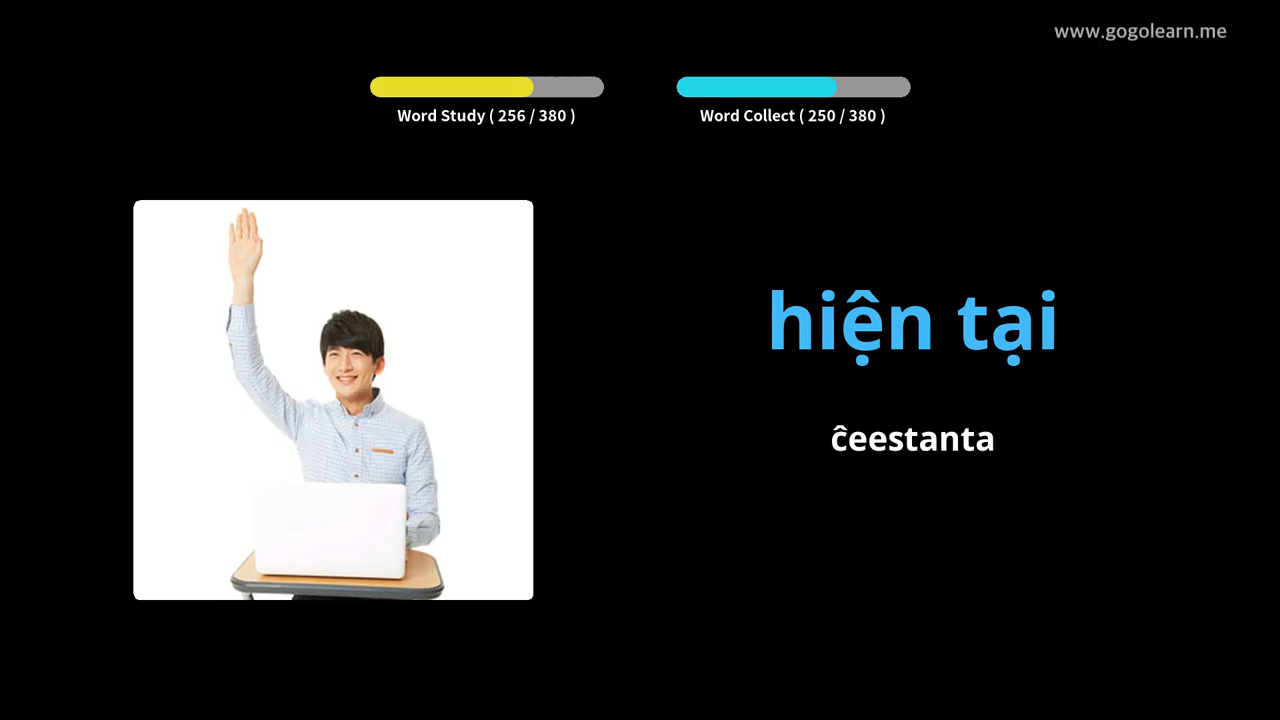 www.gogolearn.me
Word Study ( 256 / 380 )
Word Collect ( 250 / 380 )
hiện tại
ĉeestanta